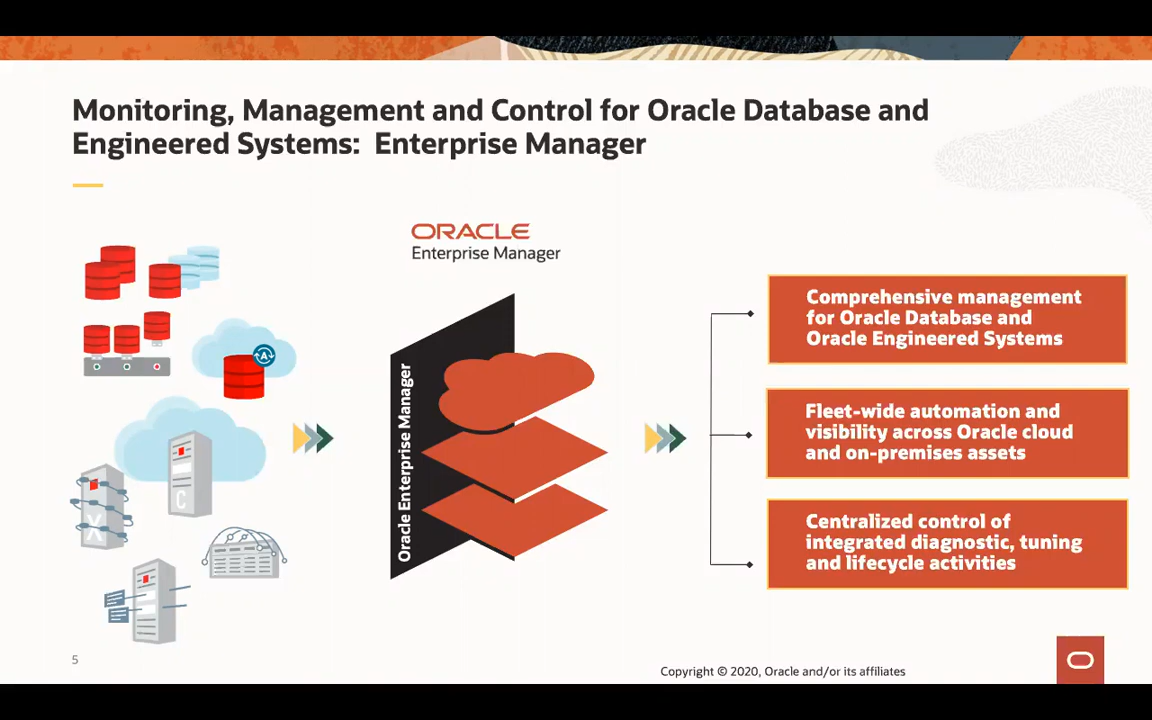 Monitoring, Management and Control for Oracle Database and
Engineered Systems:  Enterprise Manager
ORACLE
Enterprise Manager
A
C
X
Oracle Enterprise Manager
Comprehensive management
for Oracle Database and
Oracle Engineered Systems
Fleet-wide automation and
visibility across Oracle cloud
and on-premises assets
Centralized control of
integrated diagnostic, tuning
and lifecycle activities
5
Copyright © 2020, Oracle and/or its affiliates